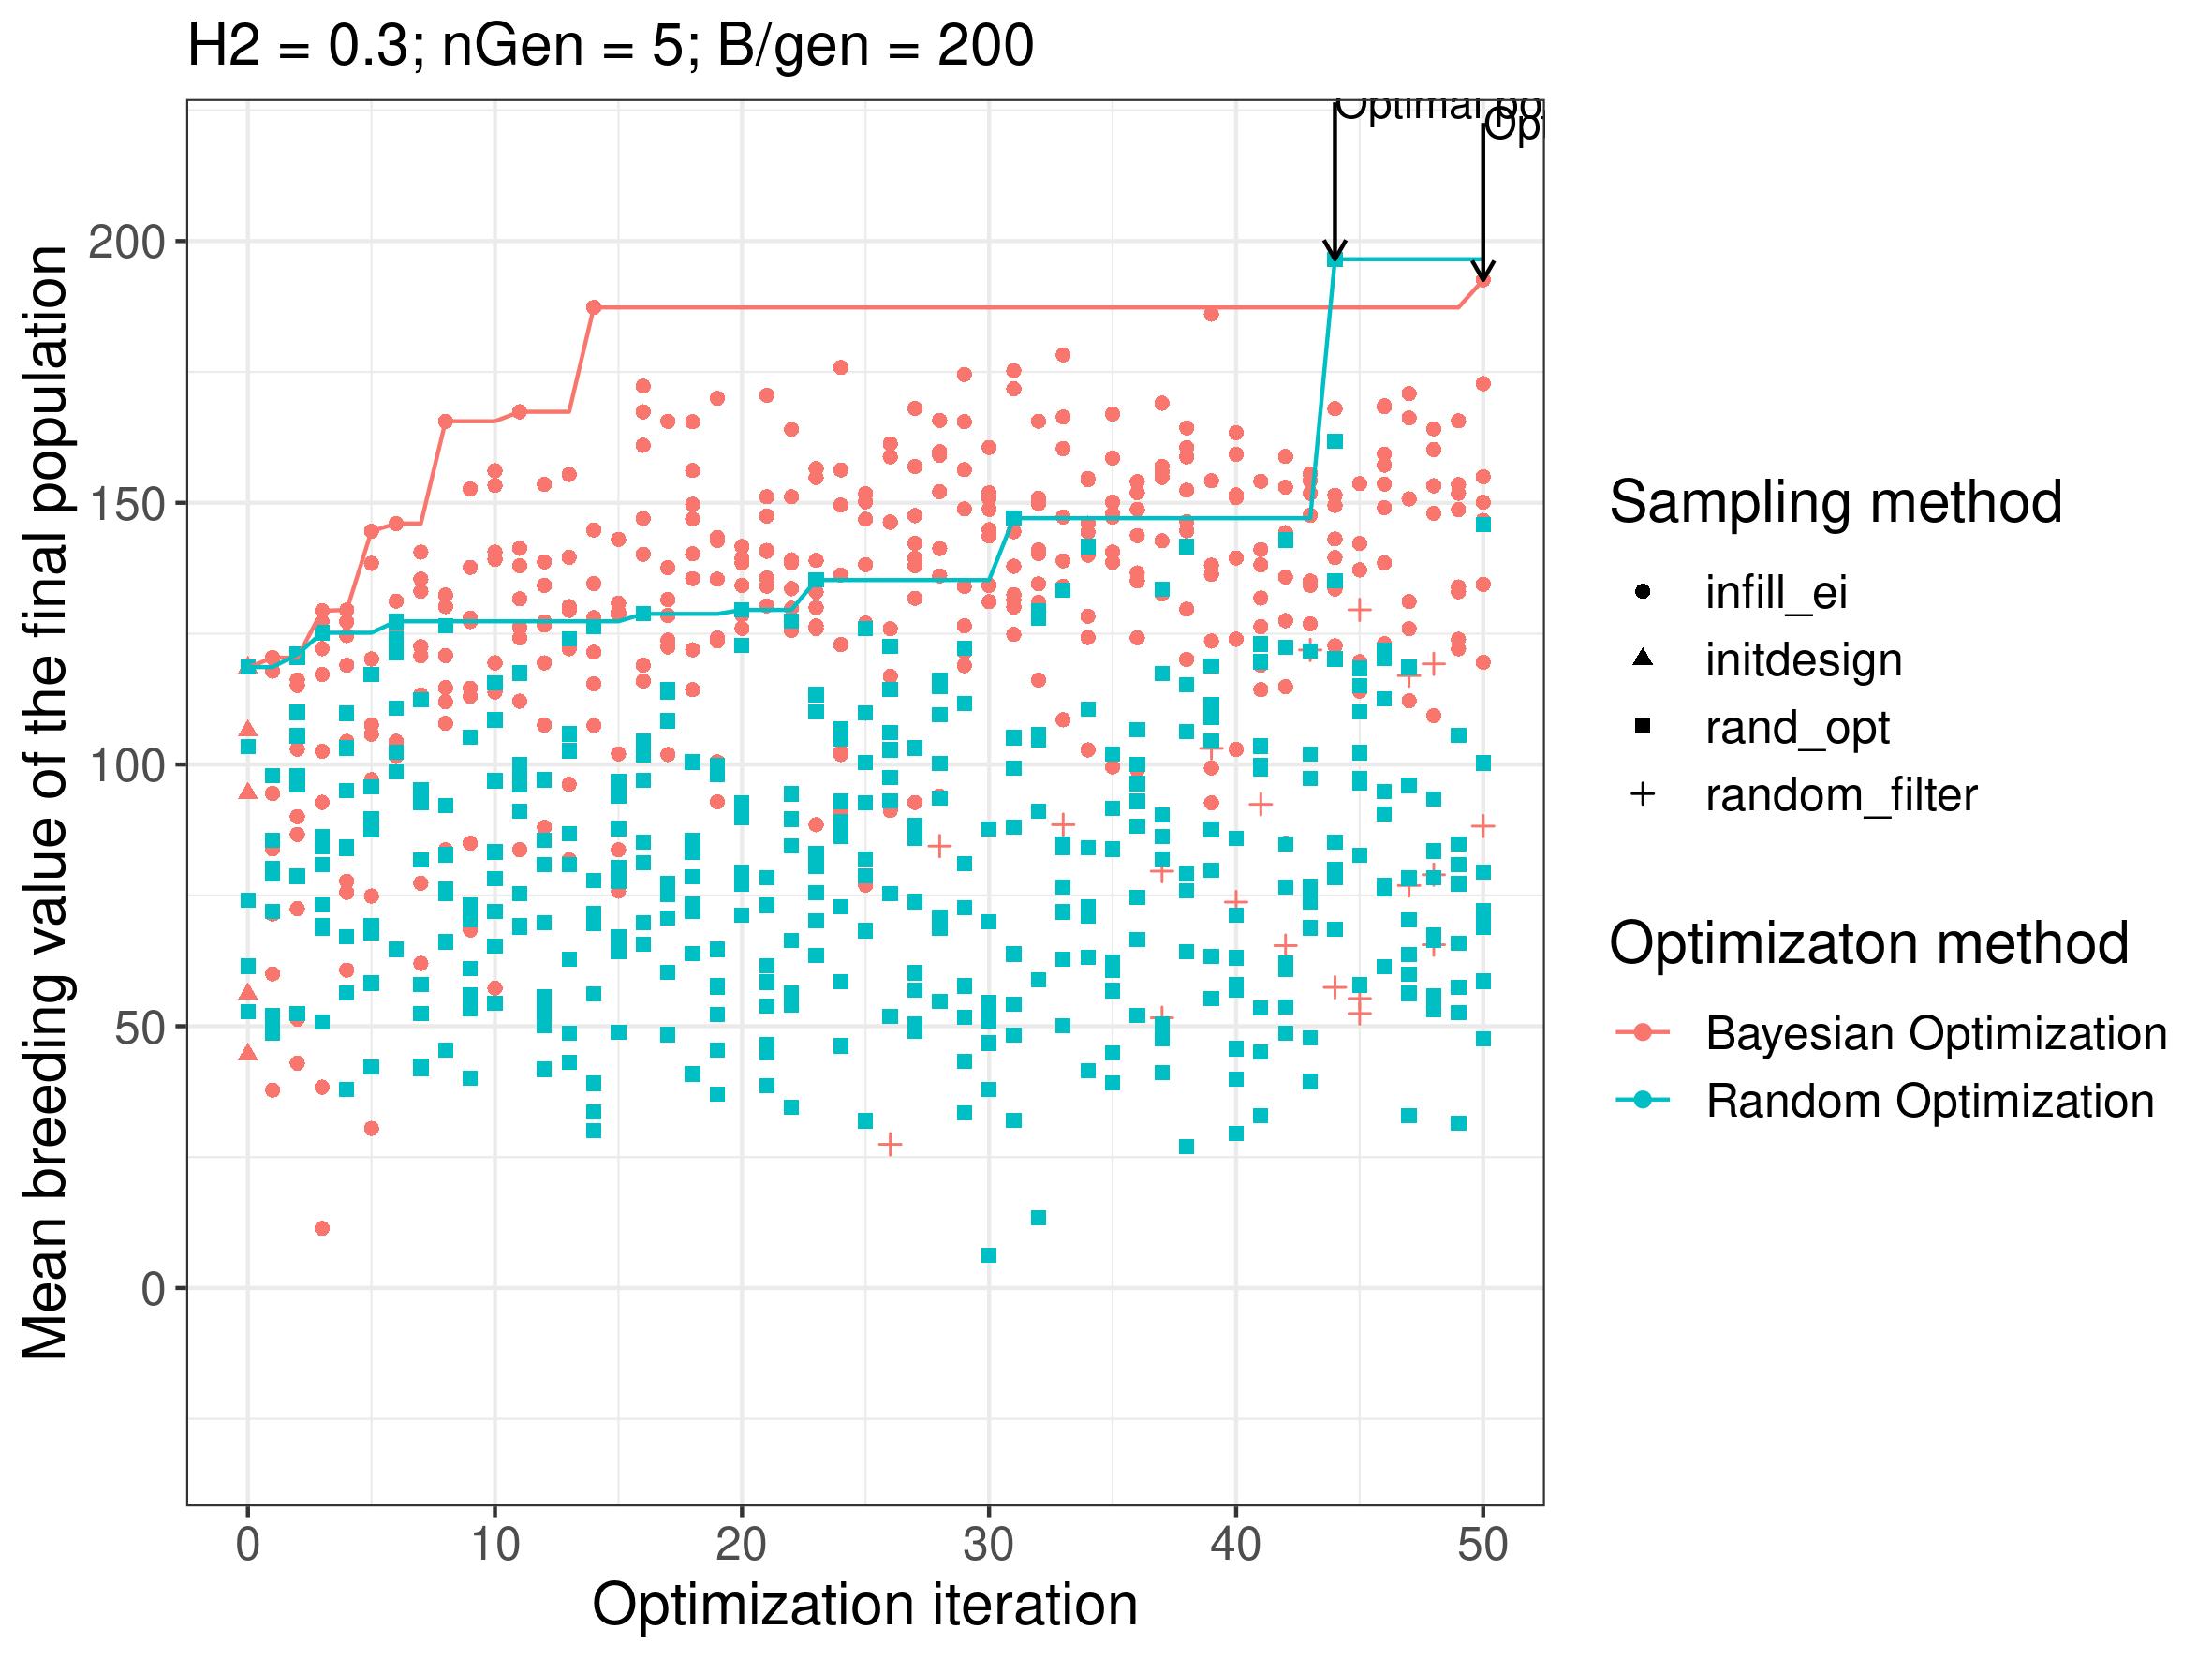 H2 = 0.3; nGen = 5; B/gen = 200
Optimal
Mean breeding value of the final population
200
150
100
50
0
0 10 20 30 40 50
Optimization iteration
Sampling method
infill_ei
initdesign
rand_opt
random_filter
Optimizaton method
Bayesian Optimization
Random Optimization